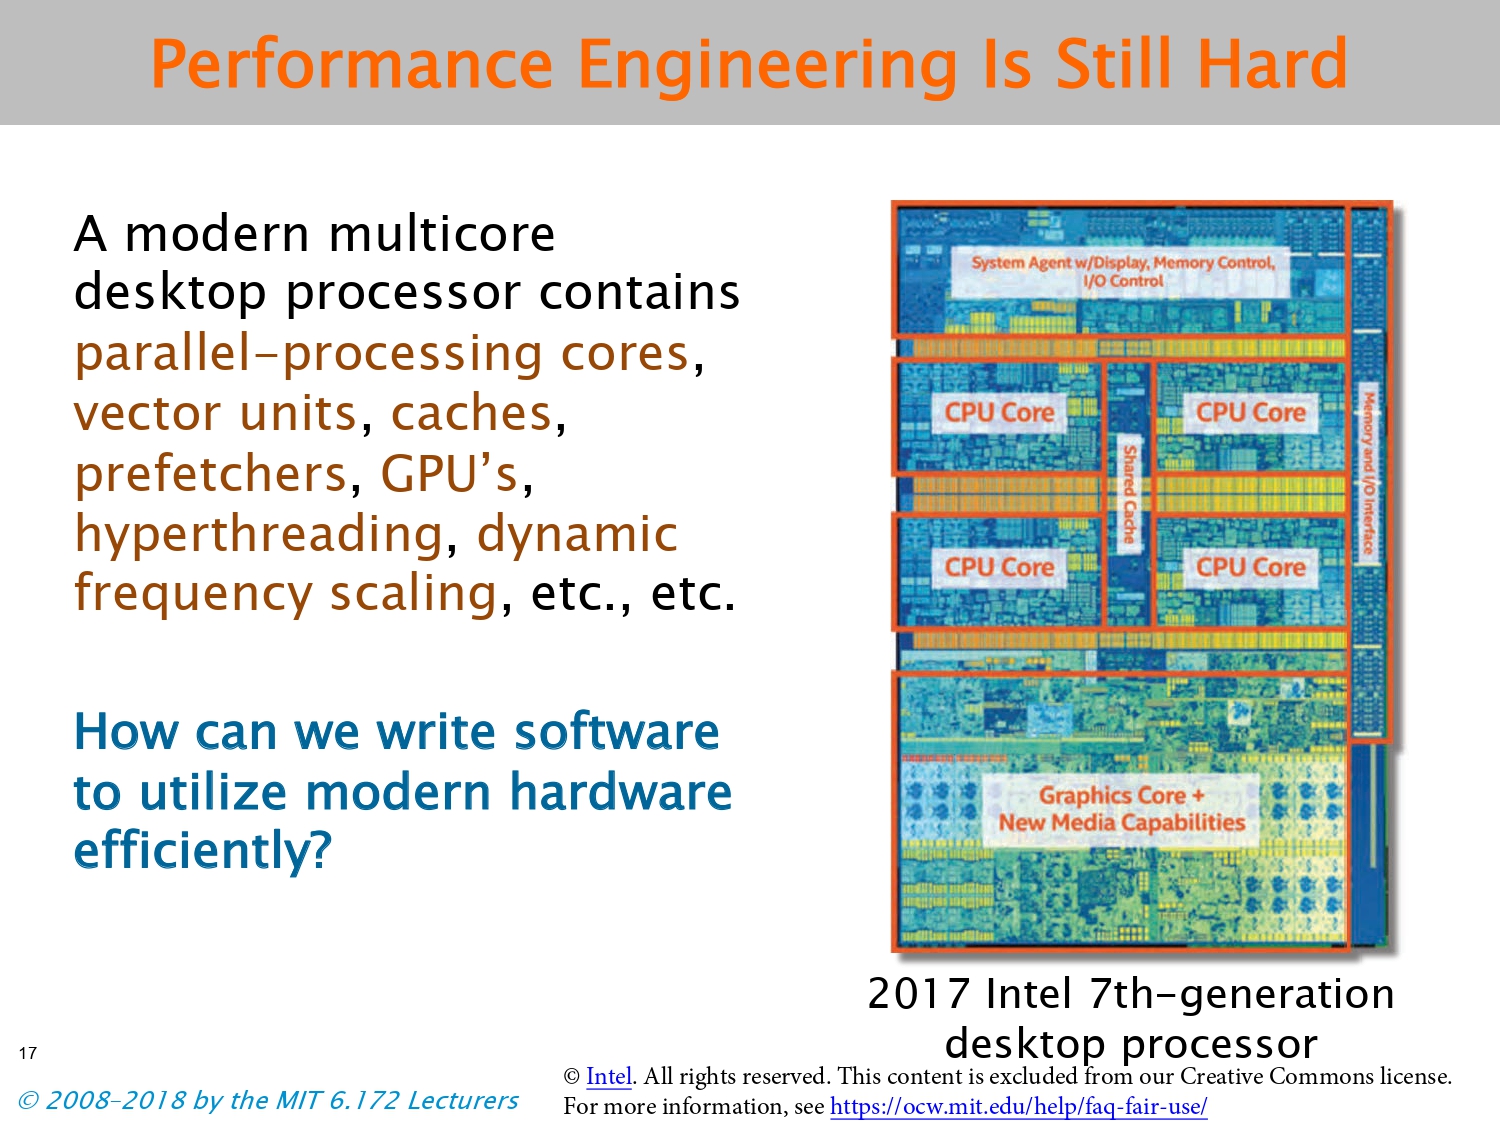 Performance Engineering Is Still Hard
A modern multicore
desktop processor contains
parallel-processing cores,
vector units, caches,
prefetchers, GPU’s,
hyperthreading, dynamic
frequency scaling, etc., etc.
How can we write software
to utilize modern hardware
efficiently?
System Agent w/Display, Memory Control,
I/O Control
CPU Core
CPU Core
Shared Cache
Memory and I/O Interface
CPU Core
CPU Core
Graphics Core +
New Media Capabilities
2017 Intel 7th-generation
desktop processor
17
© 2008-2018 by the MIT 6.172 Lecturers
© Intel. All rights reserved. This content is excluded from our Creative Commons license.
For more information, see https://ocw.mit.edu/help/faq-fair-use/